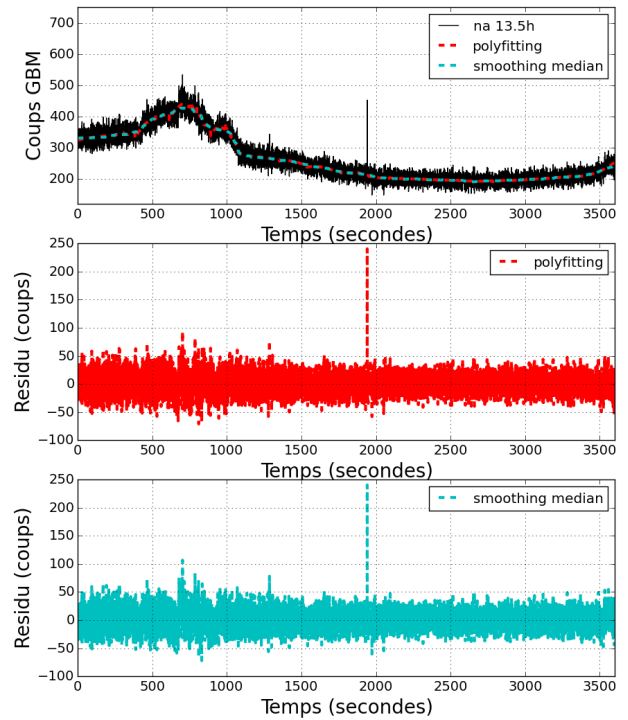 700
600
500
400
300
200
Coups GBM
na 13.5h
polyfitting
smoothing median
0 500 1000 1500 2000 2500 3000 3500
Temps (secondes)
250
200
150
100
50
0
−50
−100
Residu (coups)
polyfitting
0 500 1000 1500 2000 2500 3000 3500
Temps (secondes)
250
200
150
100
50
0
−50
−100
Residu (coups)
smoothing median
0 500 1000 1500 2000 2500 3000 3500
Temps (secondes)